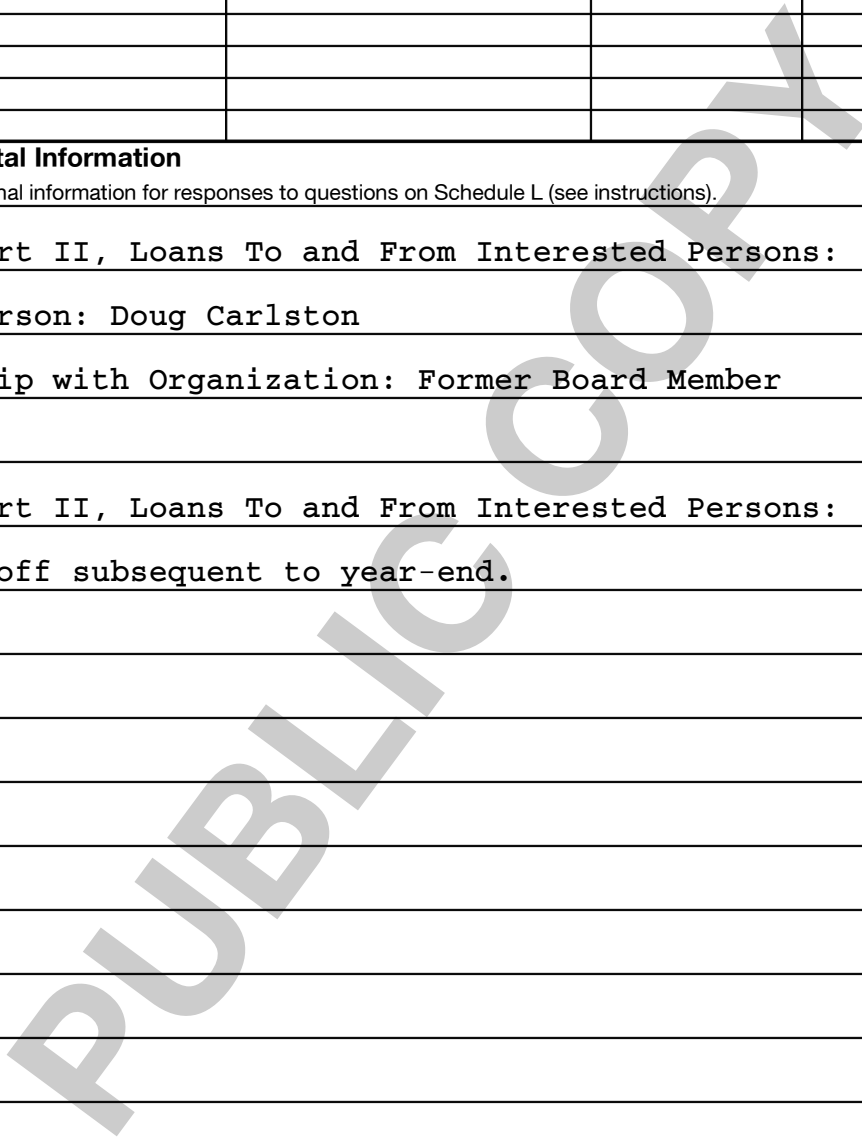 tal Information
nal information for responses to questions on Schedule L (see instructions).
rt II, Loans To and From Interested Persons:
rson: Doug Carlston
ip with Organization: Former Board Member
rt II, Loans To and From Interested Persons:
off subsequent to year-end.
PUBLIC COPY